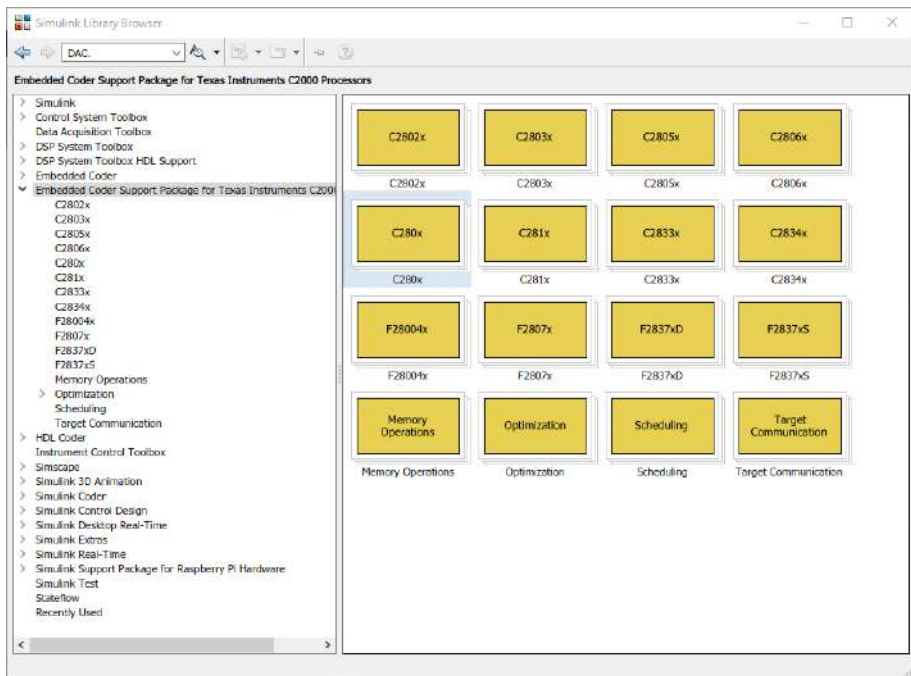 Simulink Library Browser
DAC.
Embedded Coder Support Package for Texas Instruments C2000 Processors
Simulink
Control System Toolbox
Data Acquisition Toolbox
DSP System Toolbox
DSP System Toolbox HDL Support
Embedded Coder
Embedded Coder Support Package for Texas Instruments C200
C2802x
C2803x
C2805x
C2806x
C280x
C281x
C2833x
C2834x
F28004x
F2807x
F2837xD
F2837xS
Memory Operations
Optimization
Scheduling
Target Communication
HDL Coder
Instrument Control Toolbox
Simscape
Simulink 3D Animation
Simulink Coder
Simulink Control Design
Simulink Desktop Real-Time
Simulink Extras
Simulink Real-Time
Simulink Support Package for Raspberry Pi Hardware
Simulink Test
Stateflow
Recently Used
C2802x C2803x C2805x C2806x
C2802x C2803x C2805x C2806x
C280x C281x C2833x C2834x
C280x C281x C2833x C2834x
F28004x F2807x F2837xD F2837xS
F28004x F2807x F2837xD F2837xS
Memory Operations Optimization Scheduling Target Communication
Memory Operations Optimization Scheduling Target Communication